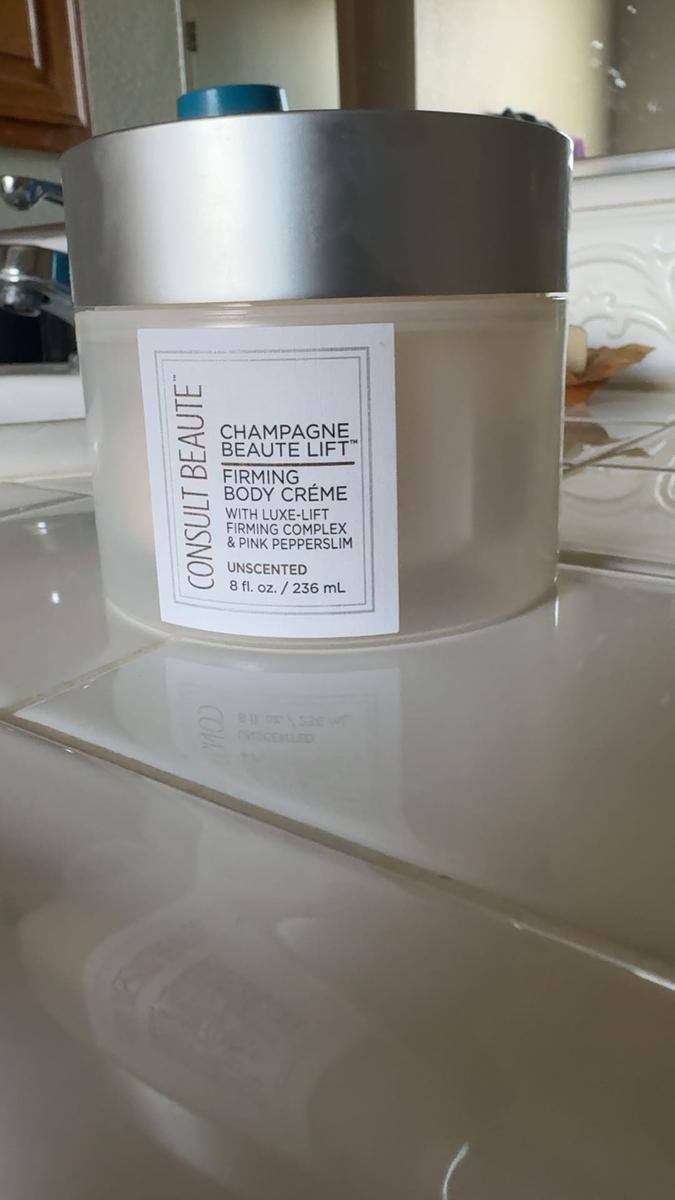 CONSULT BEAUTE™
CHAMPAGNE
BEAUTE LIFT™
FIRMING
BODY CRÉME
WITH LUXE-LIFT
FIRMING COMPLEX
& PINK PEPPERSLIM
UNSCENTED
8 fl. oz. / 236 mL